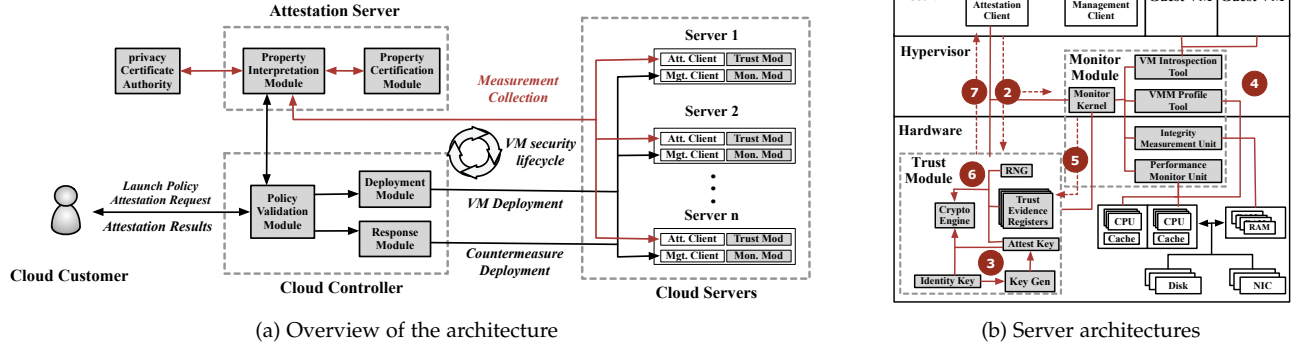 Attestation Server
privacy
Certificate
Authority
Property
Interpretation
Module
Property
Certification
Module
Measurement
Collection
VM security
lifecycle
Launch Policy
Attestation Request
Attestation Results
Cloud Customer
Policy
Validation
Module
Deployment
Module
Response
Module
Cloud Controller
VM Deployment
Countermeasure
Deployment
Server 1
Att. Client
Trust Mod
Mgt. Client
Mon. Mod
Server 2
Att. Client
Trust Mod
Mgt. Client
Mon. Mod
Server n
Att. Client
Trust Mod
Mgt. Client
Mon. Mod
Cloud Servers
(a) Overview of the architecture
Attestation
Client
Management
Client
Hypervisor
Monitor
Module
VM Introspection
Tool
Monitor
Kernel
VMM Profile
Tool
4
7
2
Hardware
Integrity
Measurement Unit
Performance
Monitor Unit
5
Trust
Module
6
RNG
Crypto
Engine
Trust
Evidence
Registers
Attest Key
3
Identity Key
Key Gen
CPU
Cache
CPU
Cache
RAM
Disk
NIC
(b) Server architectures